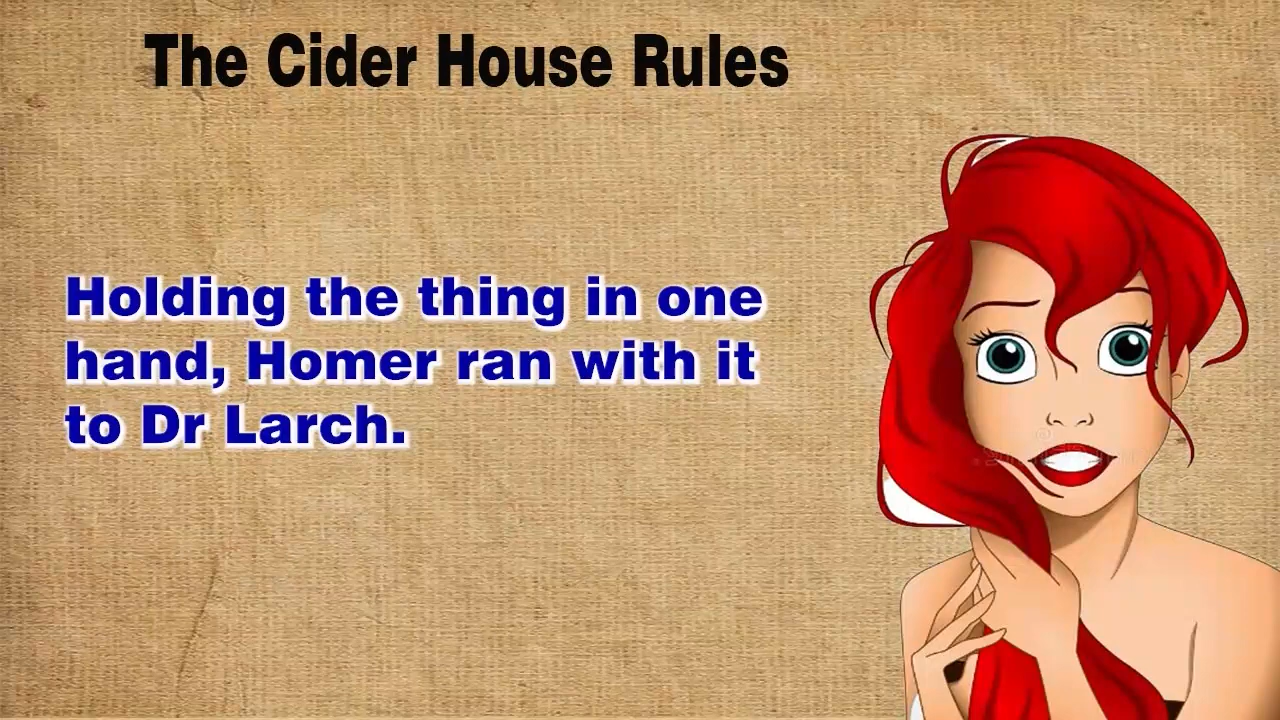 The Cider House Rules
Holding the thing in one
hand, Homer ran with it
to Dr Larch.